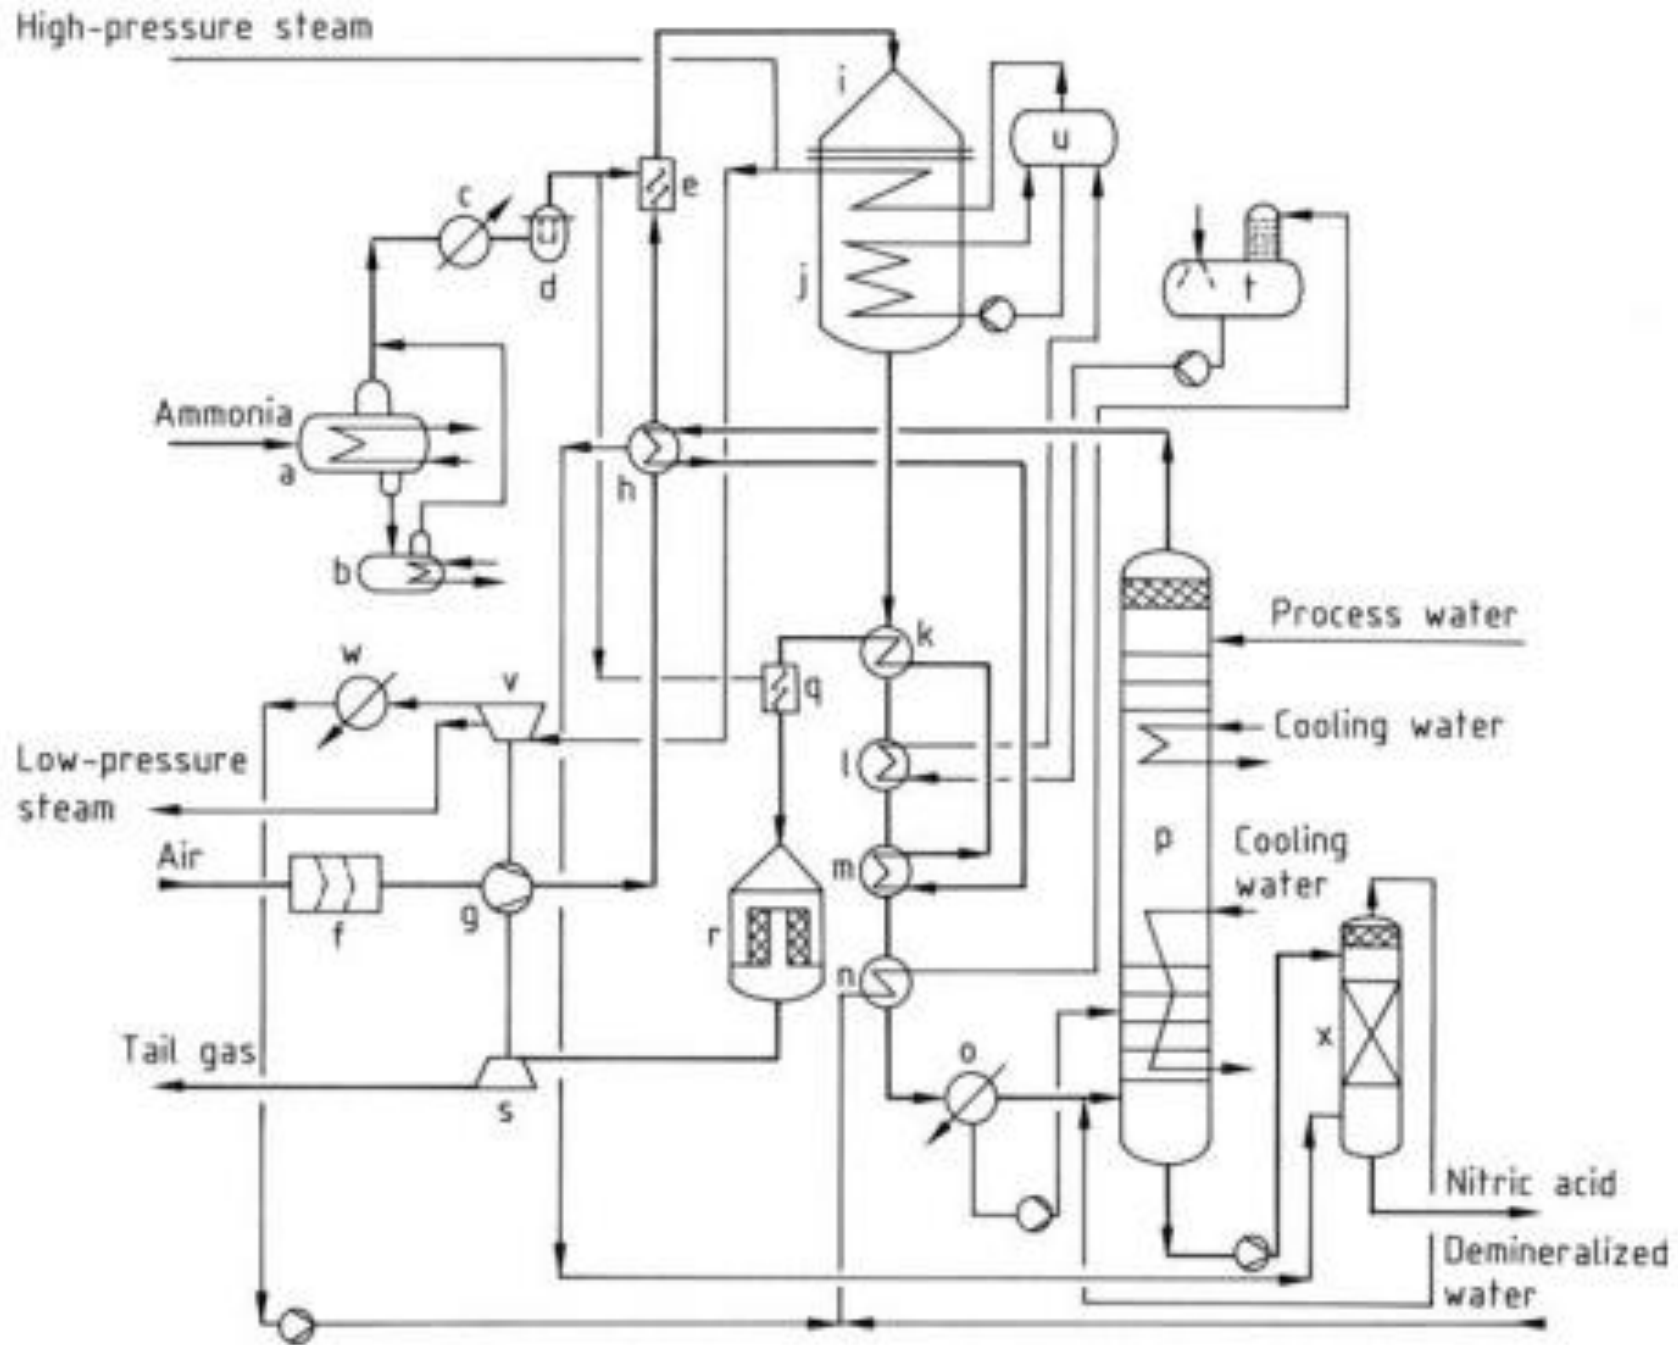 High-pressure steam
i
u
e
c
d
j
t
Ammonia
a
h
b
k
Process water
w
v
q
Cooling water
l
Low-pressure
steam
p
Cooling
water
Air
m
f
g
r
n
x
Tail gas
o
s
Nitric acid
Demineralized
water